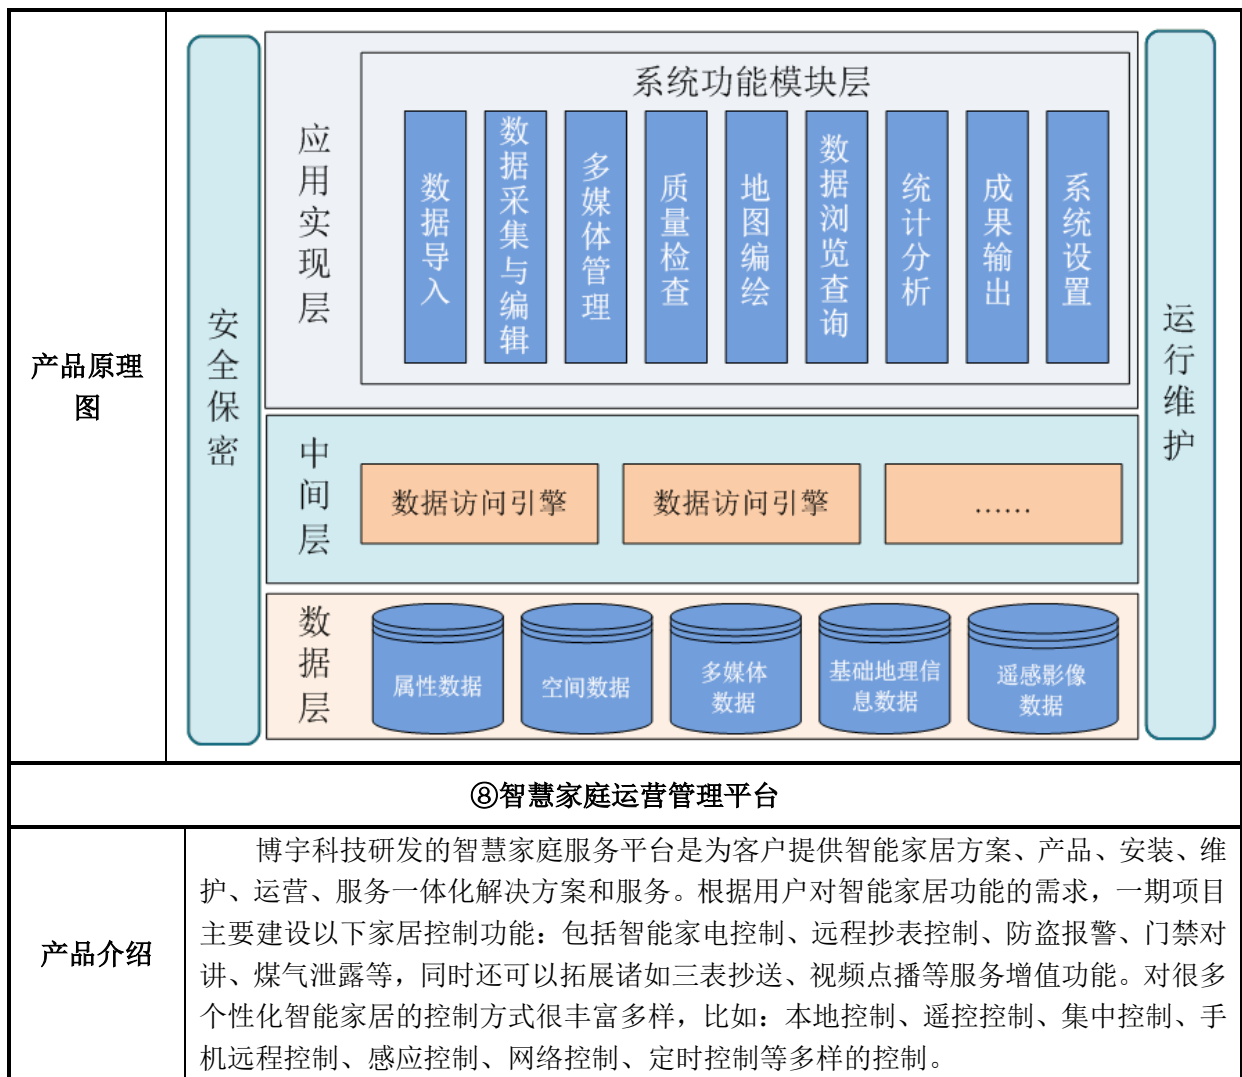 产品原理
图
安全保密
应用实现层
系统功能模块层
数据导入
数据采集与编辑
多媒体管理
质量检查
地图编绘
数据浏览查询
统计分析
成果输出
系统设置
运行维护
中间层
数据访问引擎
数据访问引擎
……
数据层
属性数据
空间数据
多媒体
数据
基础地理信
息数据
遥感影像
数据
⑧智慧家庭运营管理平台
产品介绍
博宇科技研发的智慧家庭服务平台是为客户提供智能家居方案、产品、安装、维
护、运营、服务一体化解决方案和服务。根据用户对智能家居功能的需求，一期项目
主要建设以下家居控制功能：包括智能家电控制、远程抄表控制、防盗报警、门禁对
讲、煤气泄露等，同时还可以拓展诸如三表抄送、视频点播等服务增值功能。对很多
个性化智能家居的控制方式很丰富多样，比如：本地控制、遥控控制、集中控制、手
机远程控制、感应控制、网络控制、定时控制等多样的控制。